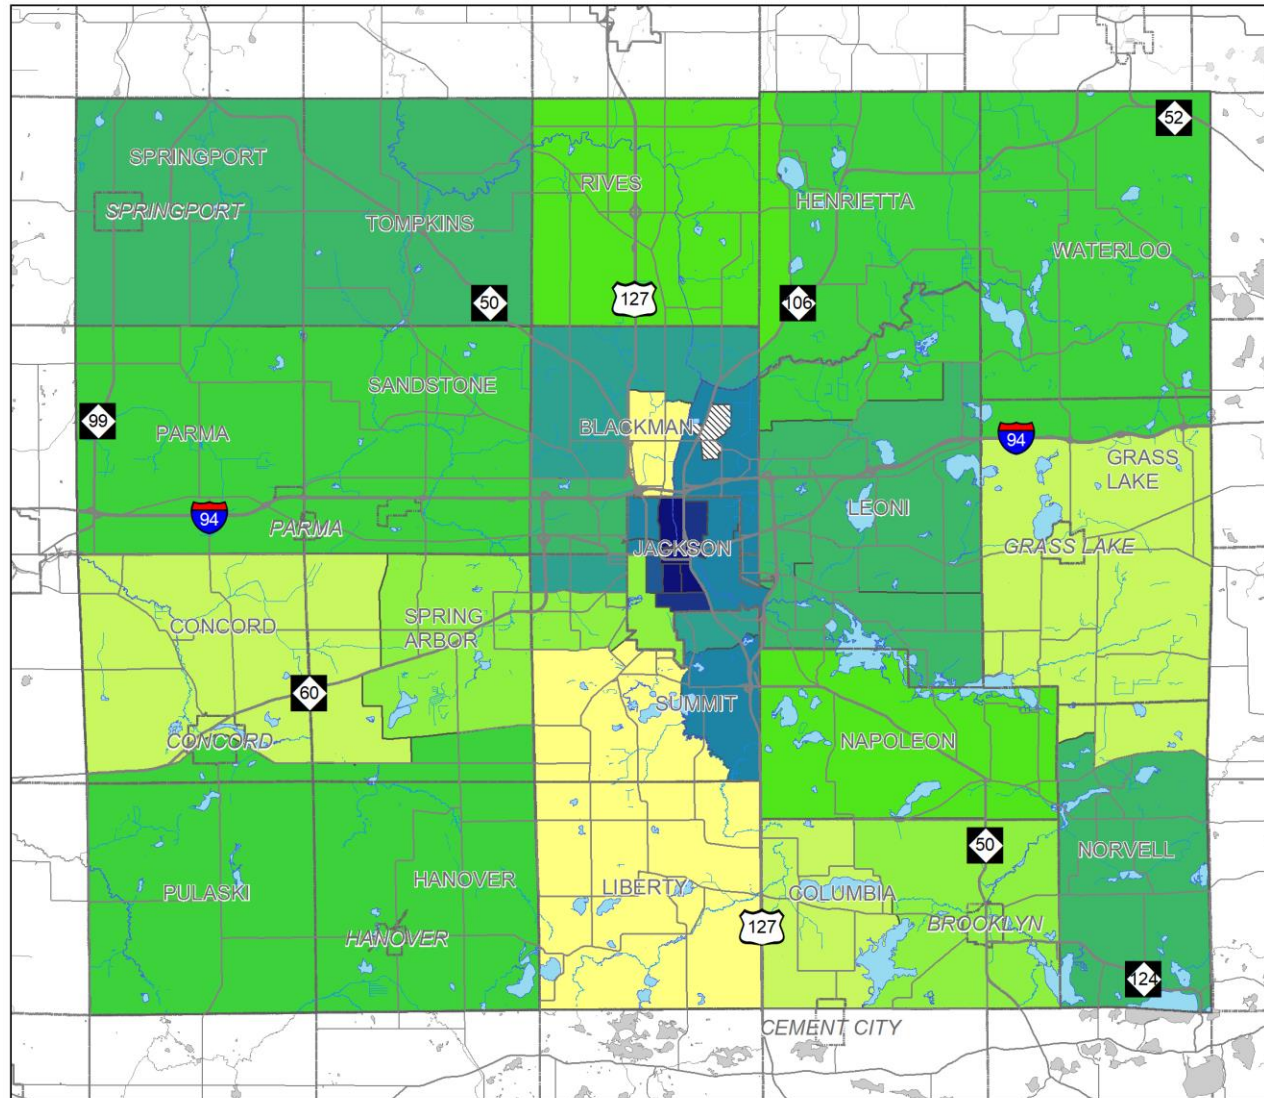 52
SPRINGPORT
RIVES
SPRINGPORT
HENRIETTA
TOMPKINS
WATERLOO
50
127
106
SANDSTONE
99
PARMA
BLACKMAN
94
GRASS
LAKE
LEONI
94
PARMA
JACKSON
GRASS LAKE
CONCORD
SPRING
ARBOR
60
SUMMIT
CONCORD
NAPOLEON
50
NORVELL
PULASKI
HANOVER
LIBERTY
COLUMBIA
127
BROOKLYN
HANOVER
124
CEMENT CITY